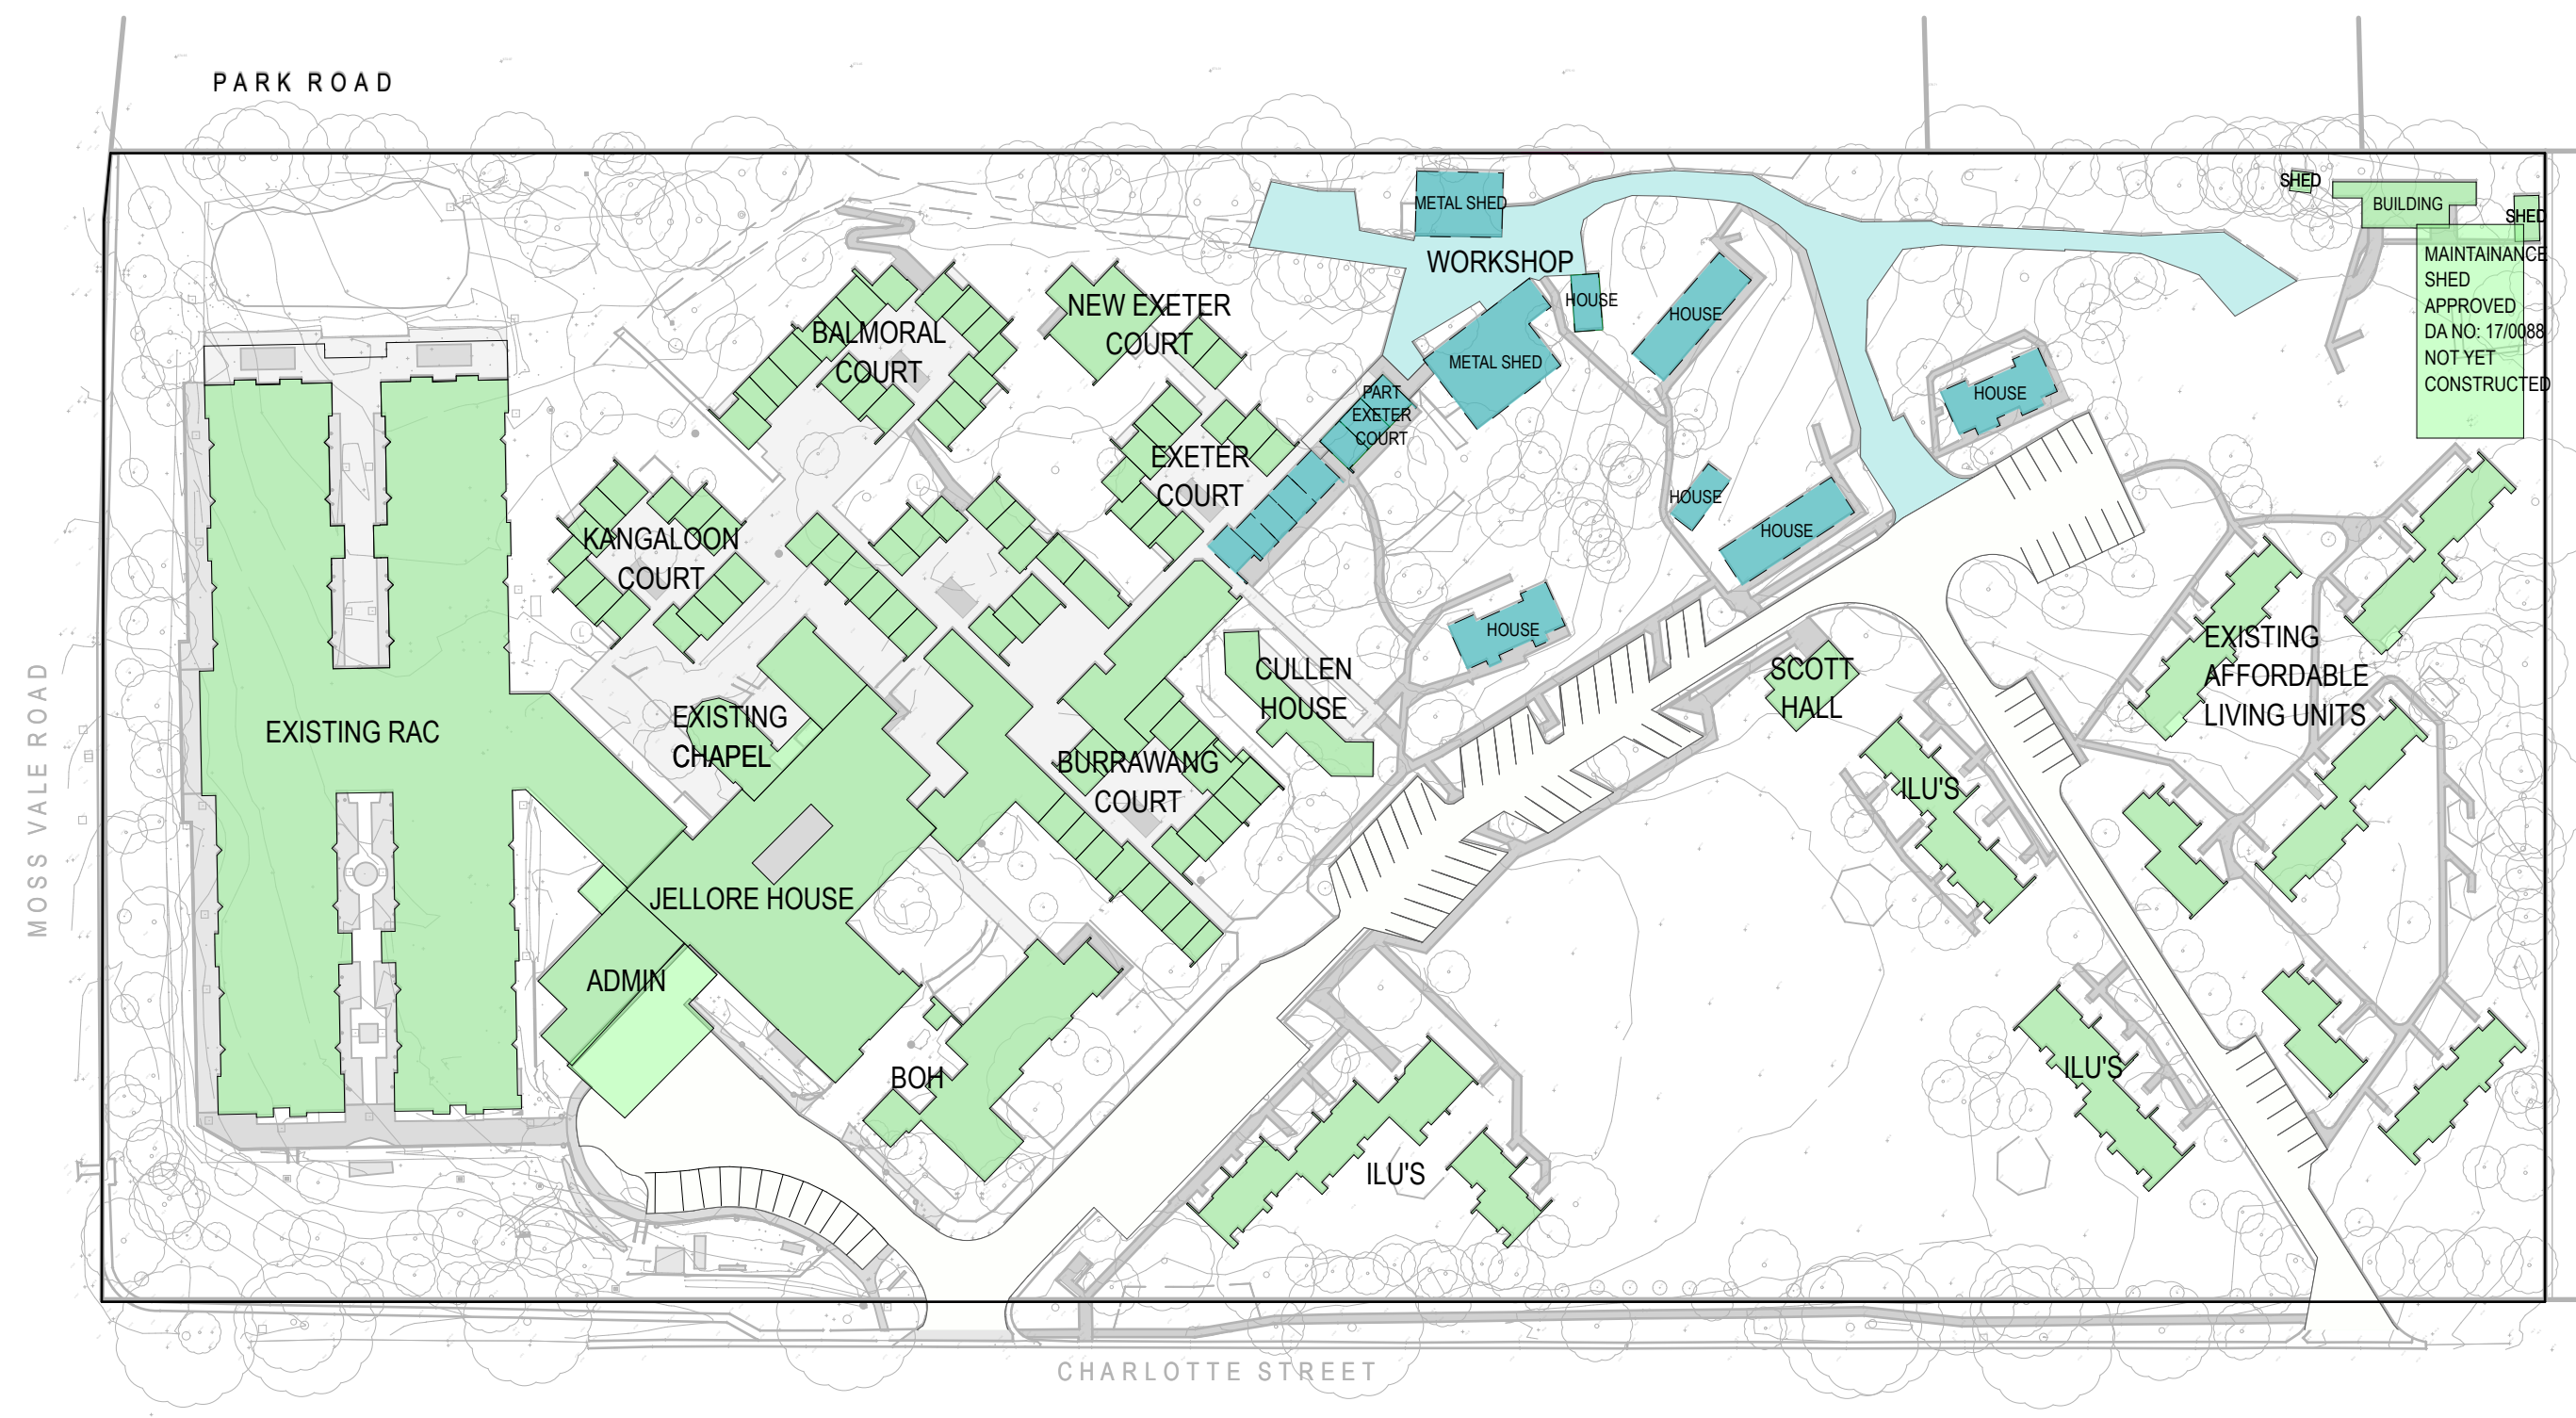 PARK ROAD
SHED
BUILDING
METAL SHED
SHED
WORKSHOP
MAINTAINANCE
SHED
APPROVED
DA NO: 17/0088
NOT YET
CONSTRUCTED
HOUSE
HOUSE
NEW EXETER
COURT
BALMORAL
COURT
METAL SHED
PART
EXETER
COURT
HOUSE
EXETER
COURT
HOUSE
HOUSE
KANGALOON
COURT
HOUSE
EXISTING
AFFORDABLE
LIVING UNITS
CULLEN
HOUSE
SCOTT
HALL
MOSS VALE ROAD
EXISTING RAC
EXISTING
CHAPEL
BURRAWANG
COURT
ILU'S
JELLORE HOUSE
ADMIN
BOH
ILU'S
ILU'S
CHARLOTTE STREET